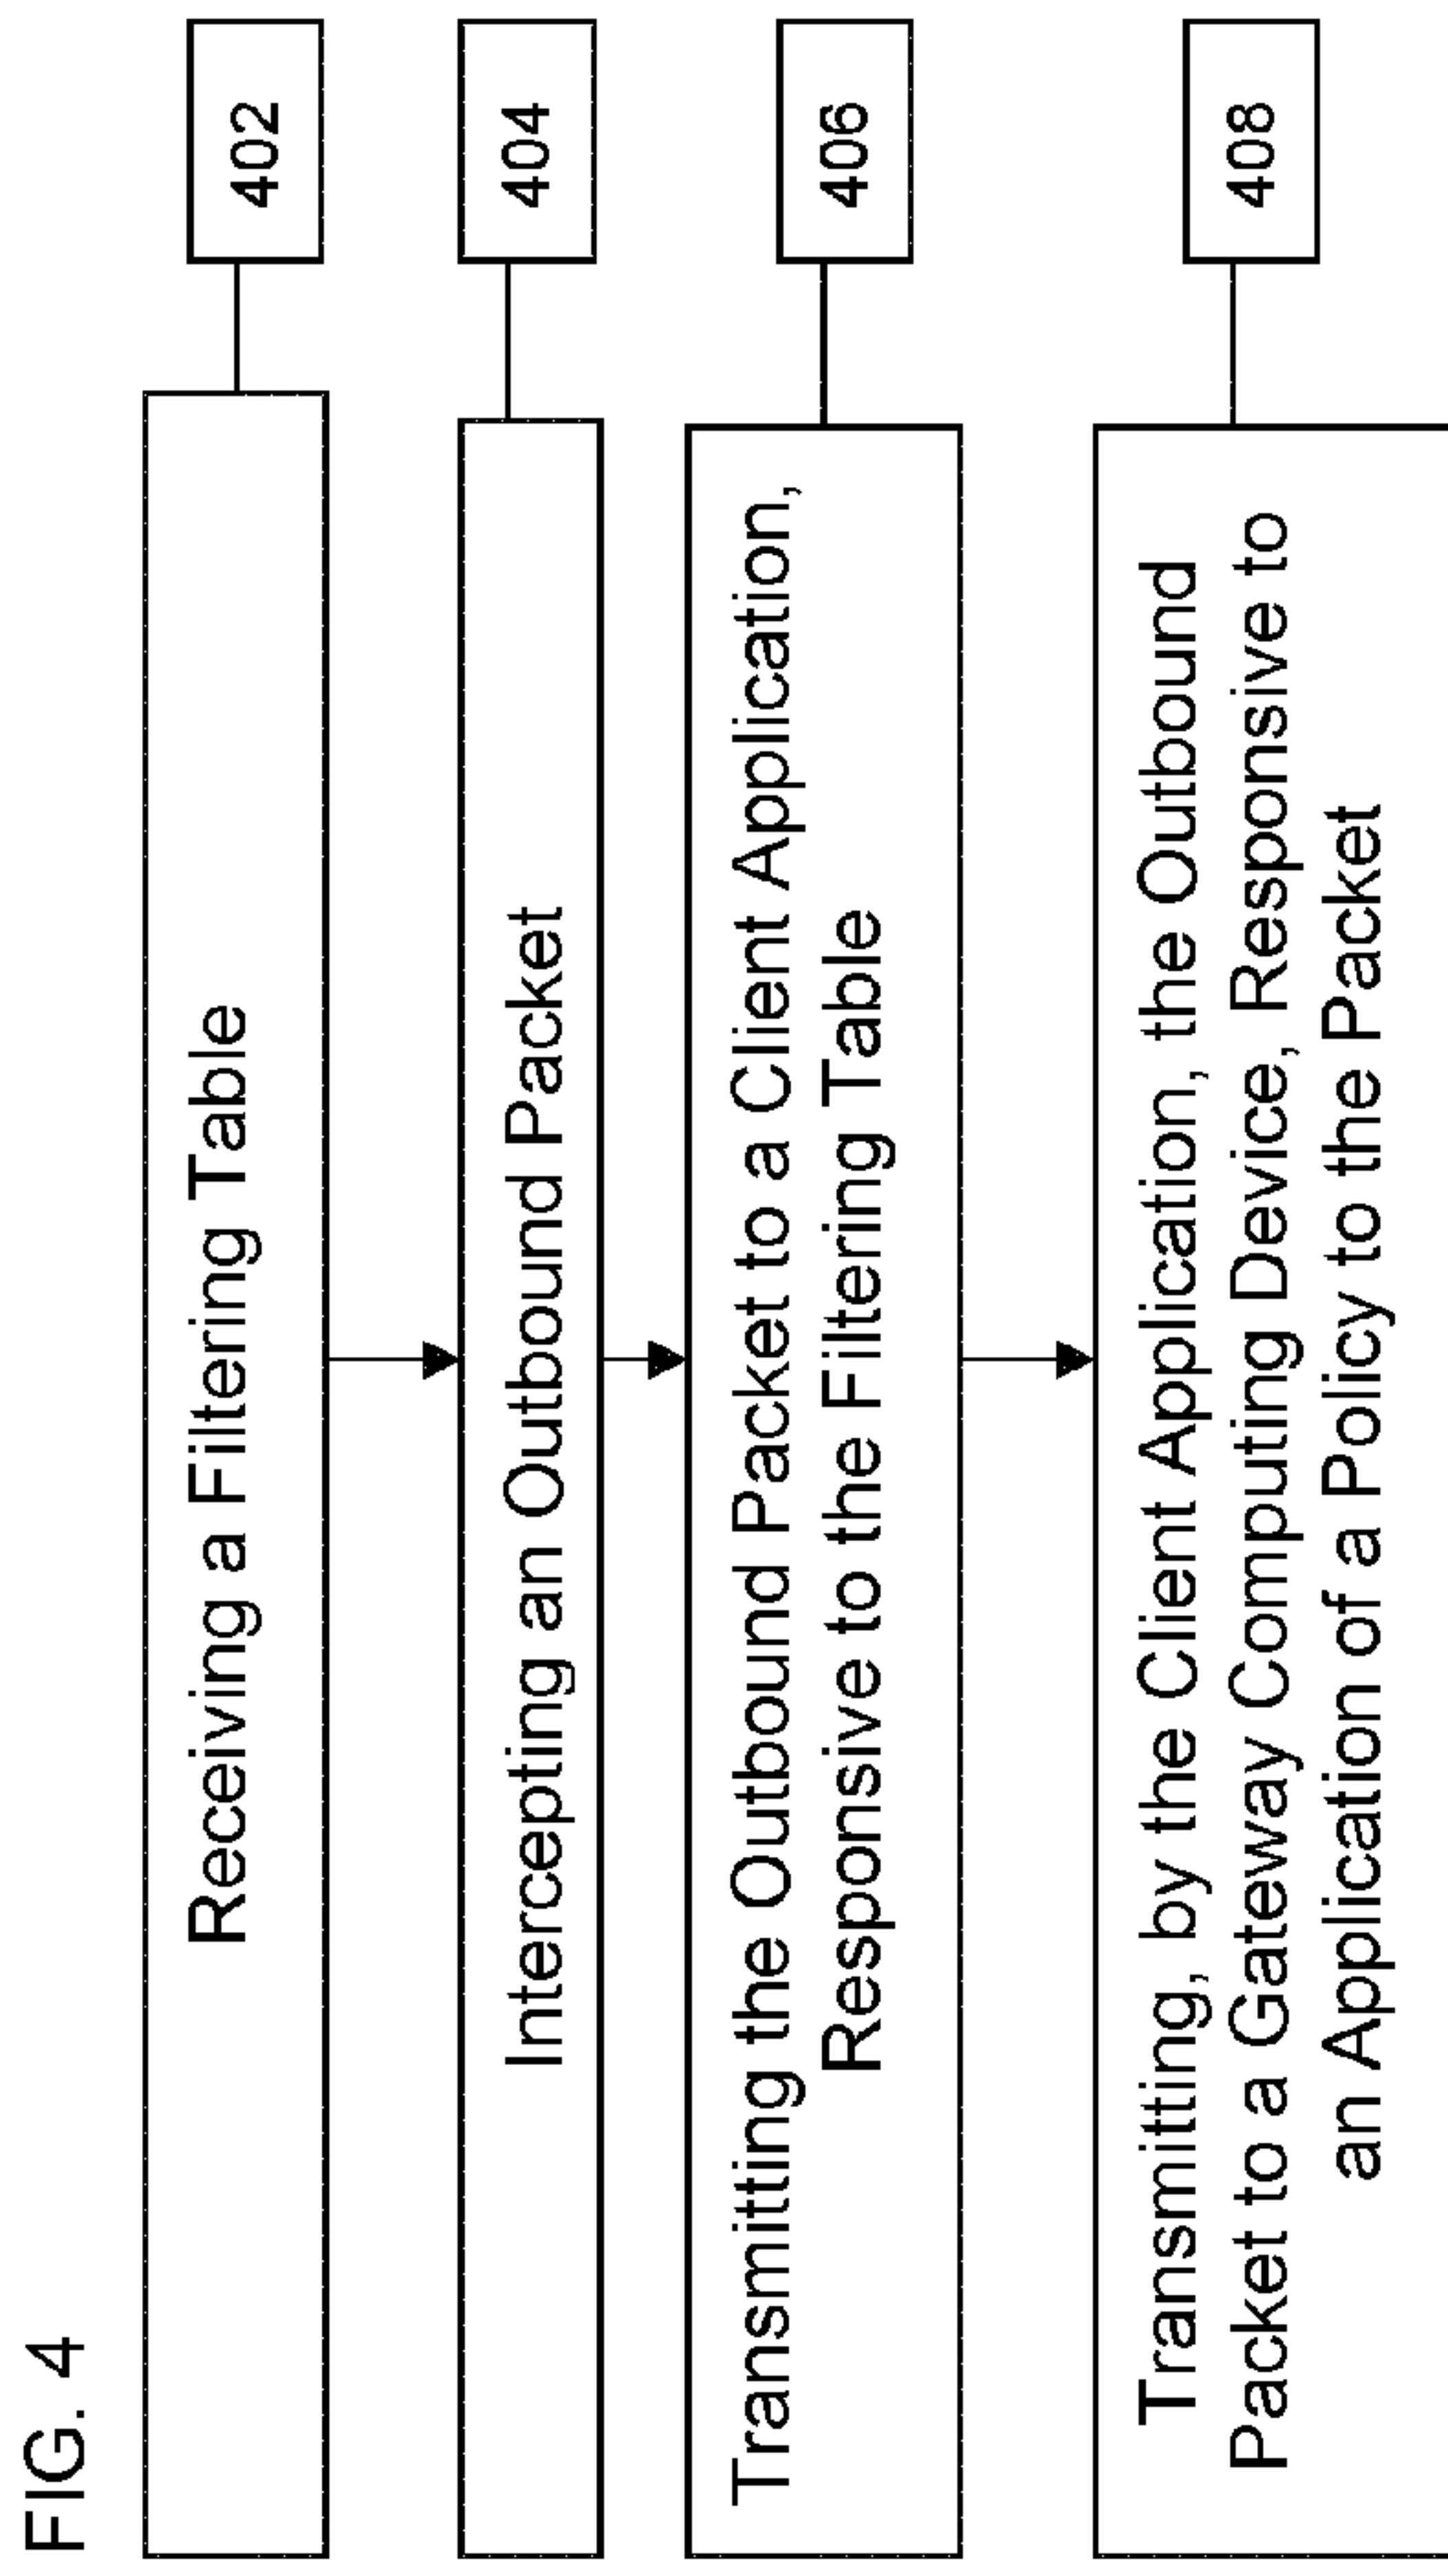 FIG. 4
Receiving a Filtering Table
402
Intercepting an Outbound Packet
404
Transmitting the Outbound Packet to a Client Application,
Responsive to the Filtering Table
406
Transmitting, by the Client Application, the Outbound
Packet to a Gateway Computing Device, Responsive to
an Application of a Policy to the Packet
408